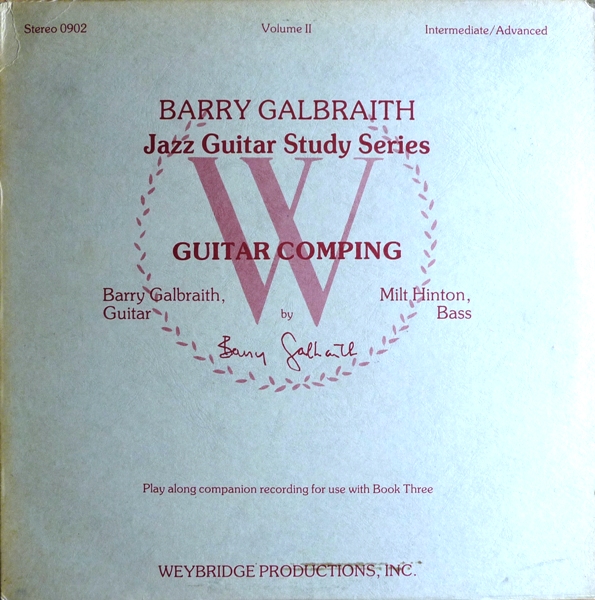 Stereo 0902
Volume II
Intermediate/Advanced
BARRY GALBRAITH
Jazz Guitar Study Series
W
GUITAR COMPING
Barry Galbraith,
Guitar
by
Milt Hinton,
Bass
Barry Galbraith
Play along companion recording for use with Book Three
WEYBRIDGE PRODUCTIONS, INC.